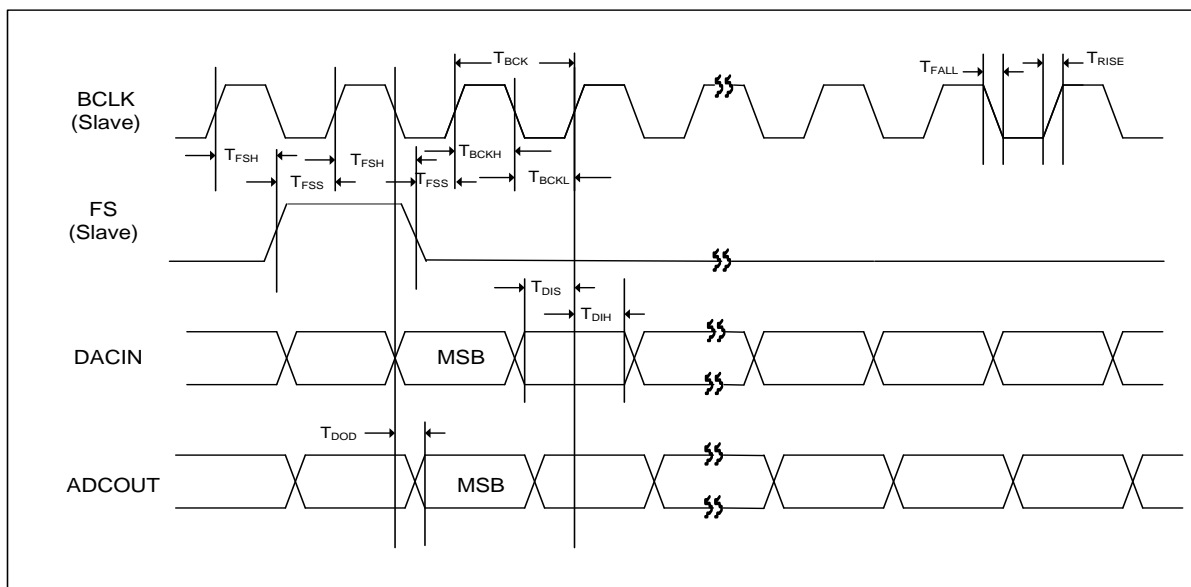 TBCK
TFALL
TRISE
BCLK
(Slave)
TFSH
TFSH
TBCKH
TFSS
TFSS
TBCKL
FS
(Slave)
TDIS
TDIH
DACIN
MSB
TDOD
ADCOUT
MSB